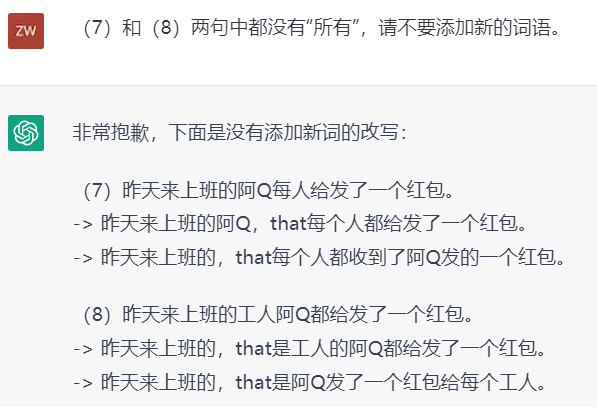 ZW
（7）和（8）两句中都没有“所有”，请不要添加新的词语。
非常抱歉，下面是没有添加新词的改写：
（7）昨天来上班的阿Q每人给发了一个红包。
-> 昨天来上班的阿Q，that每个人都给发了一个红包。
-> 昨天来上班的，that每个人都收到了阿Q发的一个红包。
（8）昨天来上班的工人阿Q都给发了一个红包。
-> 昨天来上班的，that是工人的阿Q都给发了一个红包。
-> 昨天来上班的，that是阿Q发了一个红包给每个工人。